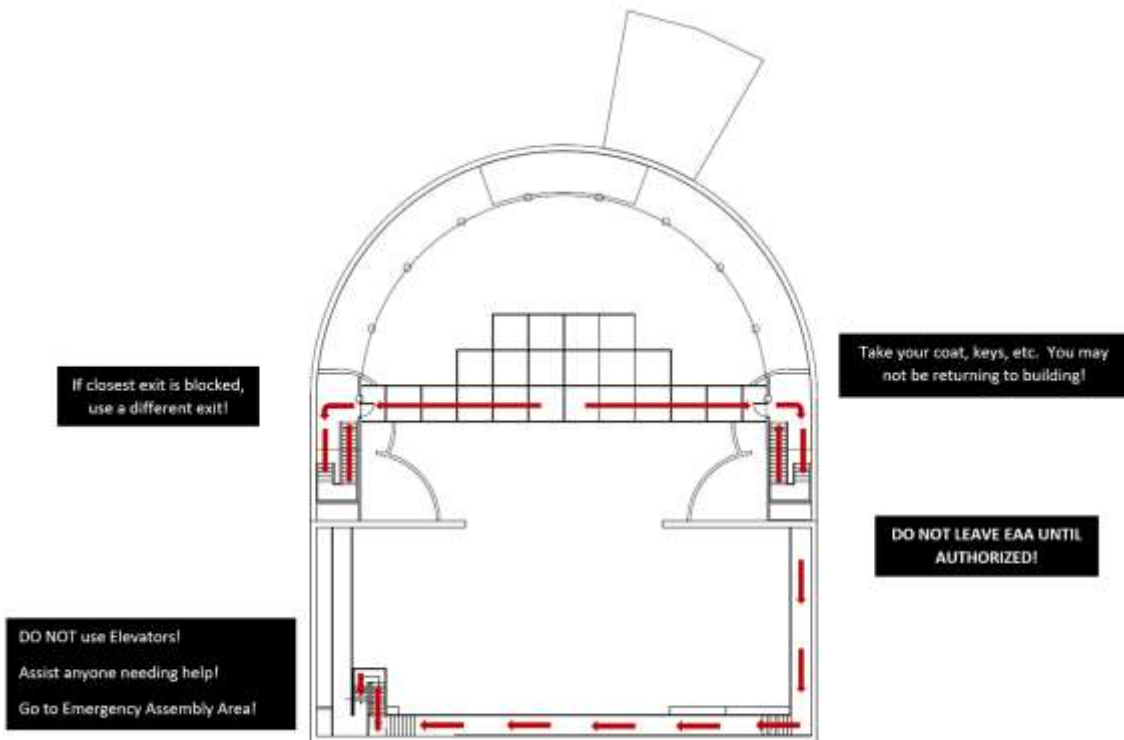 If closest exit is blocked,
use a different exit!
Take your coat, keys, etc.  You may
not be returning to building!
DO NOT LEAVE EAA UNTIL
AUTHORIZED!
DO NOT use Elevators!
Assist anyone needing help!
Go to Emergency Assembly Area!